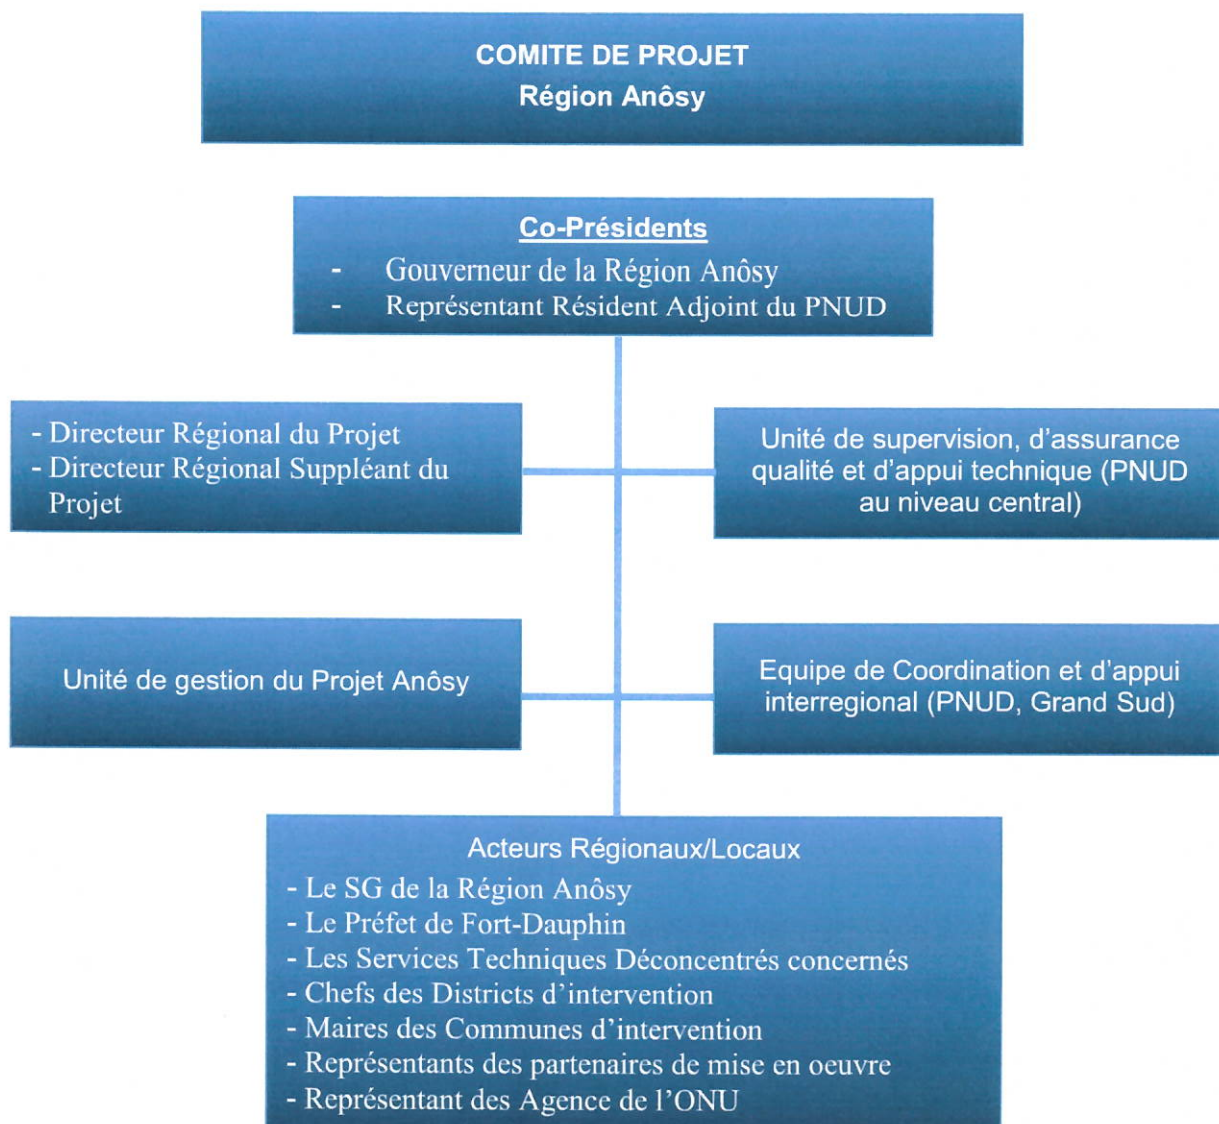 COMITE DE PROJET
Région Anôsy
Co-Présidents
- Gouverneur de la Région Anôsy
- Représentant Résident Adjoint du PNUD
- Directeur Régional du Projet
- Directeur Régional Suppléant du
Projet
Unité de supervision, d’assurance
qualité et d’appui technique (PNUD
au niveau central)
Unité de gestion du Projet Anôsy
Equipe de Coordination et d’appui
interregional (PNUD, Grand Sud)
Acteurs Régionaux/Locaux
- Le SG de la Région Anôsy
- Le Préfet de Fort-Dauphin
- Les Services Techniques Déconcentrés concernés
- Chefs des Districts d’intervention
- Maires des Communes d’intervention
- Représentants des partenaires de mise en oeuvre
- Représentant des Agence de l’ONU